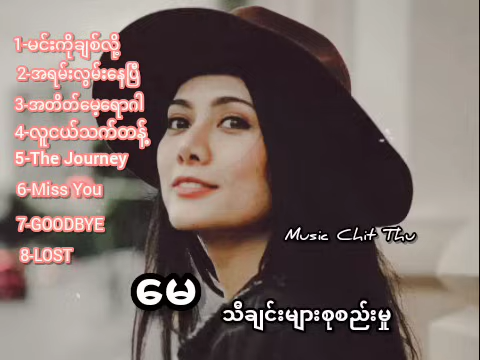 1-မင်းကိုချစ်လို့
2-အရမ်းလွမ်းနေပြီ
3-အတိတ်မေ့ရောဂါ
4-လူငယ်သက်တန့်
5-The Journey
6-Miss You
7-GOODBYE
8-LOST
Music Chit Thu
မေ
သီချင်းများစုစည်းမှု